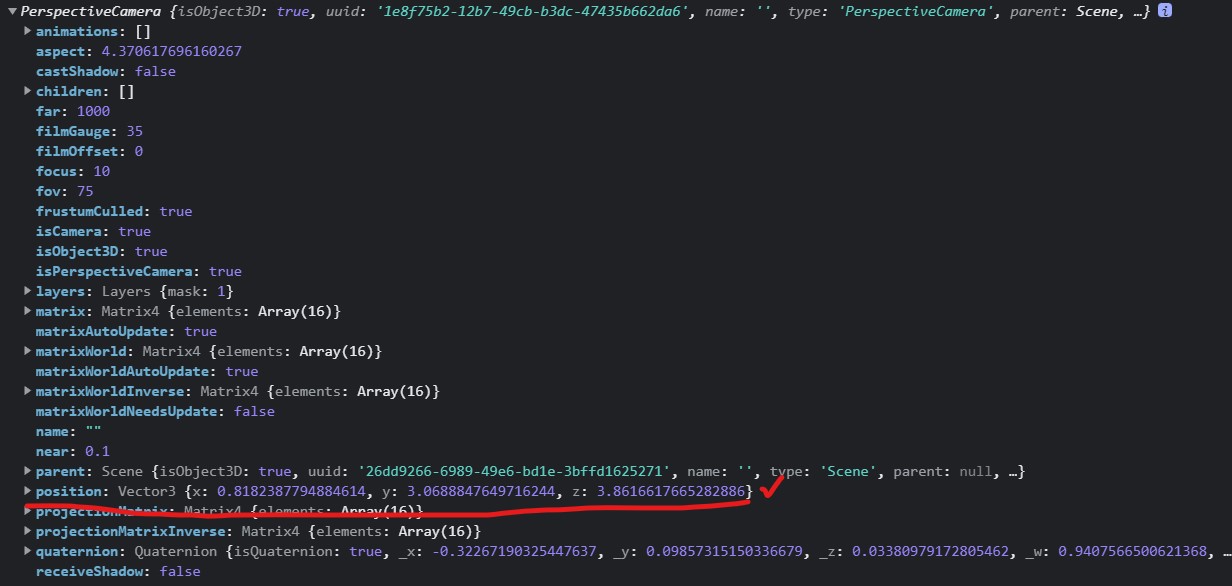 PerspectiveCamera {isObject3D: true, uuid: '1e8f75b2-12b7-49cb-b3dc-47435b662da6', name: '', type: 'PerspectiveCamera', parent: Scene, …} i
animations: []
aspect: 4.370617696160267
castShadow: false
children: []
far: 1000
filmGauge: 35
filmOffset: 0
focus: 10
fov: 75
frustumCulled: true
isCamera: true
isObject3D: true
isPerspectiveCamera: true
layers: Layers {mask: 1}
matrix: Matrix4 {elements: Array(16)}
matrixAutoUpdate: true
matrixWorld: Matrix4 {elements: Array(16)}
matrixWorldAutoUpdate: true
matrixWorldInverse: Matrix4 {elements: Array(16)}
matrixWorldNeedsUpdate: false
name: ""
near: 0.1
parent: Scene {isObject3D: true, uuid: '26dd9266-6989-49e6-bd1e-3bffd1625271', name: '', type: 'Scene', parent: null, …}
position: Vector3 {x: 0.8182387794884614, y: 3.0688847649716244, z: 3.8616617665282886}
projectionMatrix: Matrix4 {elements: Array(16)}
projectionMatrixInverse: Matrix4 {elements: Array(16)}
quaternion: Quaternion {isQuaternion: true, _x: -0.32267190325447637, _y: 0.09857315150336679, _z: 0.03380979172805462, _w: 0.9407566500621368, …
receiveShadow: false